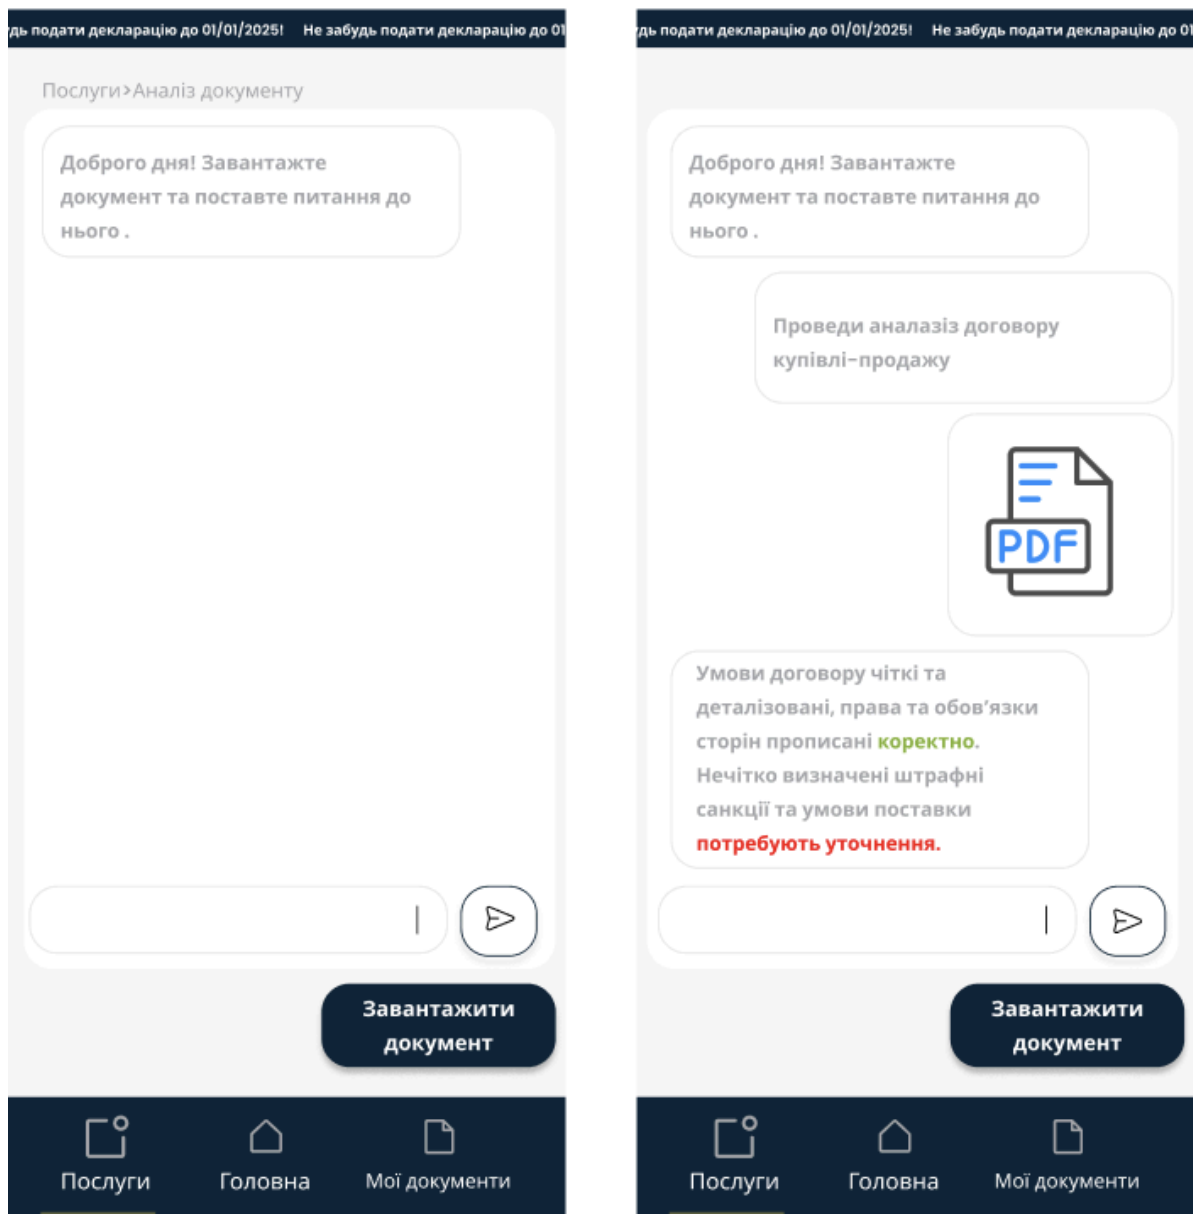 подати декларацію до 01/01/2025! Не забудь подати декларацію до
Послуги>Аналіз документу
Доброго дня! Завантажте
документ та поставте питання до
нього .
Завантажити
документ
Послуги Головна Мої документи
подати декларацію до 01/01/2025! Не забудь подати декларацію до
Доброго дня! Завантажте
документ та поставте питання до
нього .
Проведи аналазіз договору
купівлі-продажу
PDF
Умови договору чіткі та
деталізовані, права та обов’язки
сторін прописані коректно.
Нечітко визначені штрафні
санкції та умови поставки
потребують уточнення.
Завантажити
документ
Послуги Головна Мої документи